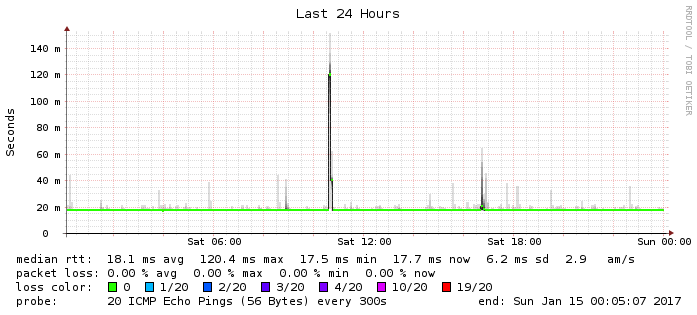 Last 24 Hours
RRDTOOL / TOBI OETIKER
Seconds
140 m
120 m
100 m
80 m
60 m
40 m
20 m
0
Sat 06:00 Sat 12:00 Sat 18:00 Sun 00:00
median rtt: 18.1 ms avg 120.4 ms max 17.5 ms min 17.7 ms now 6.2 ms sd 2.9 am/s
packet loss: 0.00 % avg 0.00 % max 0.00 % min 0.00 % now
loss color: 0 1/20 2/20 3/20 4/20 10/20 19/20
probe: 20 ICMP Echo Pings (56 Bytes) every 300s end: Sun Jan 15 00:05:07 2017